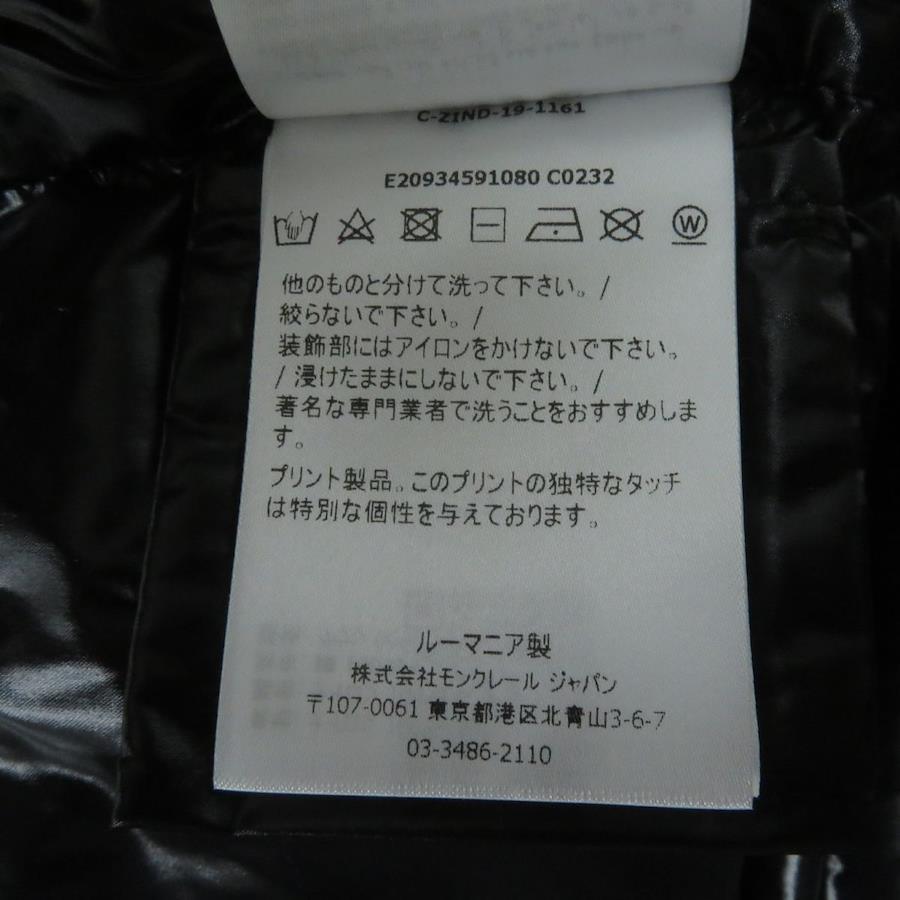 C-ZIND-19-1161
E20934591080 C0232
W
他のものと分けて洗って下さい。/
絞らないで下さい。/
装飾部にはアイロンをかけないで下さい。
/ 浸けたままにしないで下さい。/
著名な専門業者で洗うことをおすすめしま
す。
プリント製品。このプリントの独特なタッチ
は特別な個性を与えております。
ルーマニア製
株式会社モンクレール ジャパン
〒107-0061 東京都港区北青山3-6-7
03-3486-2110